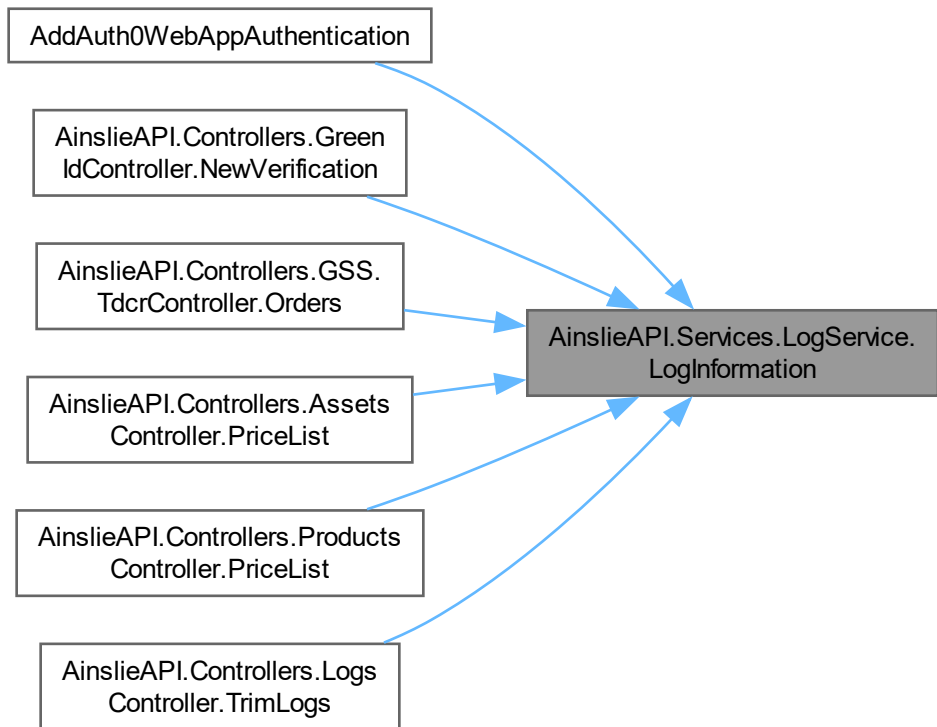 AddAuth0WebAppAuthentication
AinslieAPI.Controllers.Green
IdController.NewVerification
AinslieAPI.Controllers.GSS.
TdcrController.Orders
AinslieAPI.Services.LogService.
LogInformation
AinslieAPI.Controllers.Assets
Controller.PriceList
AinslieAPI.Controllers.Products
Controller.PriceList
AinslieAPI.Controllers.Logs
Controller.TrimLogs